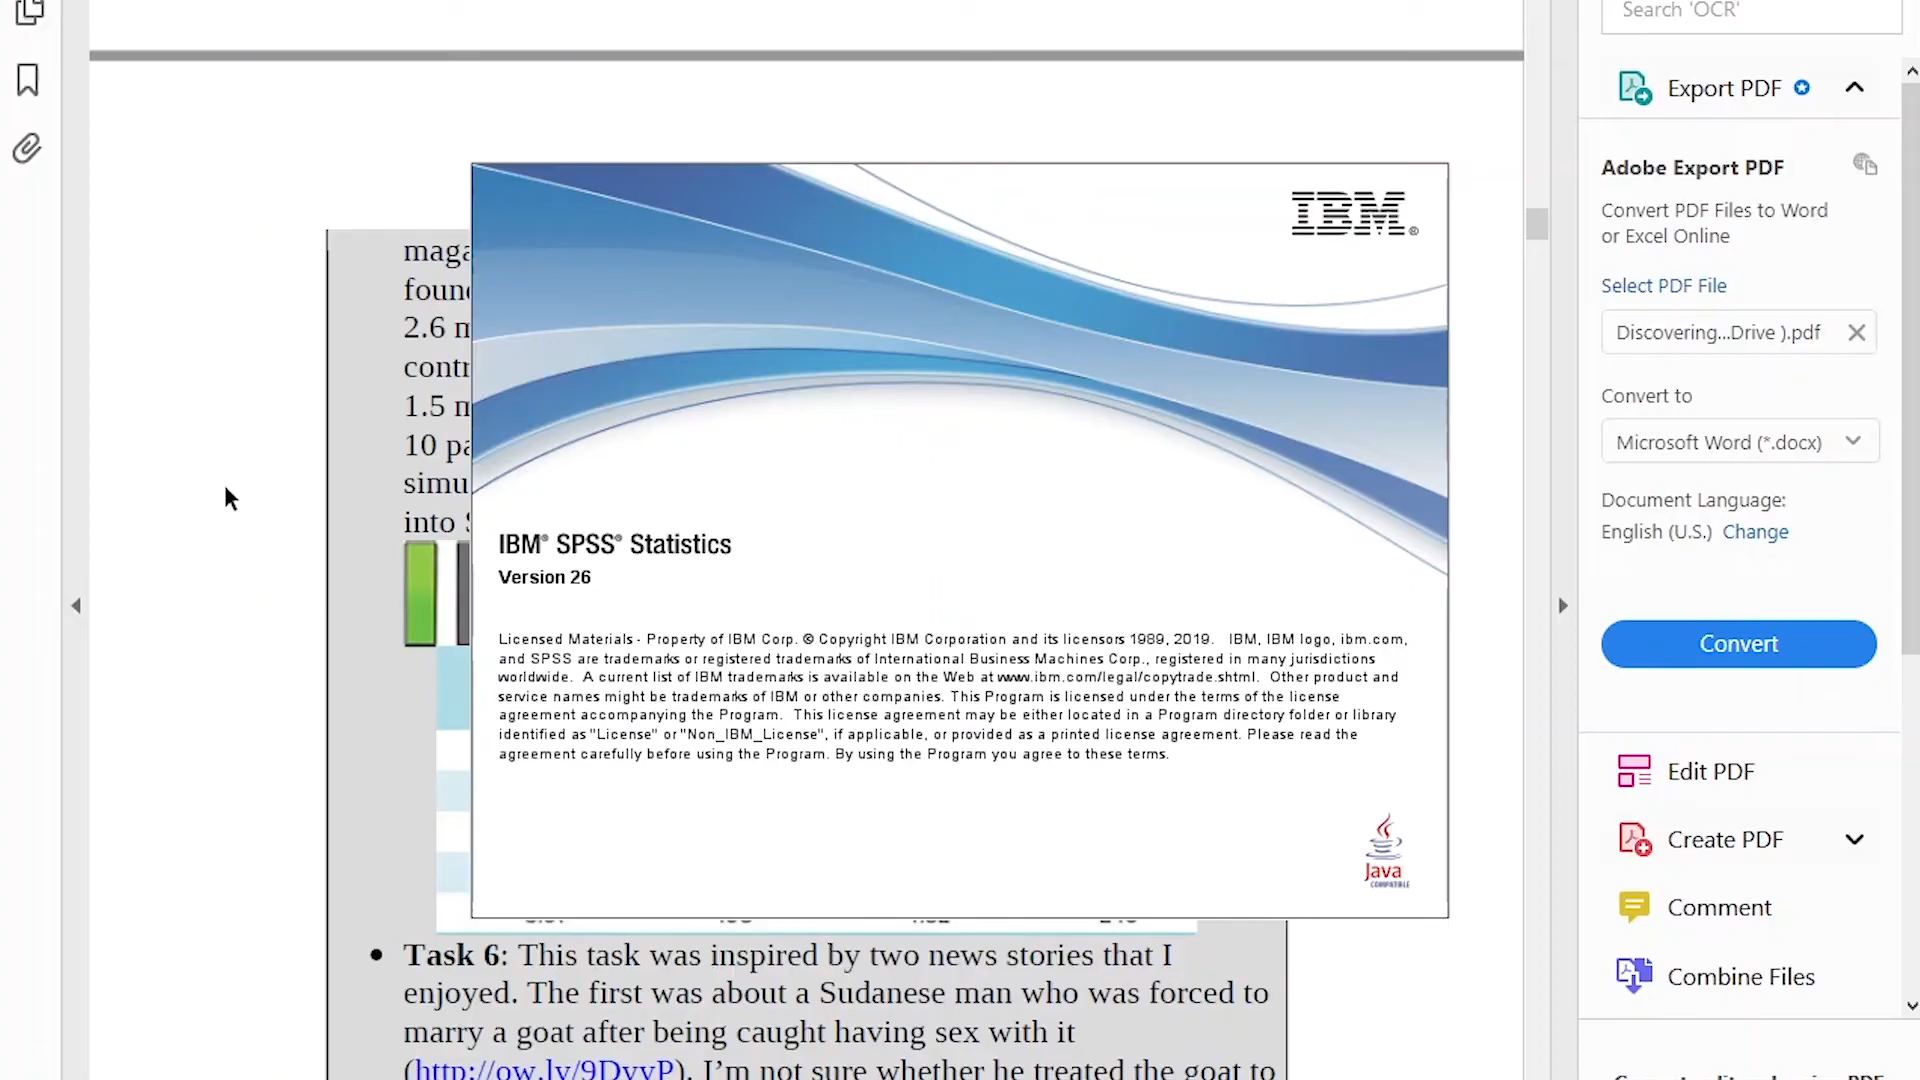 Search 'OCR'
Export PDF
Adobe Export PDF
Convert PDF Files to Word
or Excel Online
Select PDF File
Discovering...Drive ).pdf
Convert to
Microsoft Word (*.docx)
Document Language:
English (U.S.) Change
Convert
Edit PDF
Create PDF
Comment
Combine Files
2.6
1.5
10
into
IBM®
IBM® SPSS® Statistics
Version 26
Licensed Materials - Property of IBM Corp. © Copyright IBM Corporation and its licensors 1989, 2019. IBM, IBM logo, ibm.com,
and SPSS are trademarks or registered trademarks of International Business Machines Corp., registered in many jurisdictions
worldwide. A current list of IBM trademarks is available on the Web at www.ibm.com/legal/copytrade.shtml. Other product and
service names might be trademarks of IBM or other companies. This Program is licensed under the terms of the license
agreement accompanying the Program. This license agreement may be either located in a Program directory folder or library
identified as "License" or "Non_IBM_License", if applicable, or provided as a printed license agreement. Please read the
agreement carefully before using the Program. By using the Program you agree to these terms.
Java
COMPATIBLE
• Task 6: This task was inspired by two news stories that I
enjoyed. The first was about a Sudanese man who was forced to
marry a goat after being caught having sex with it
(http://ow.ly/9DyyP). I'm not sure whether he treated the goat to